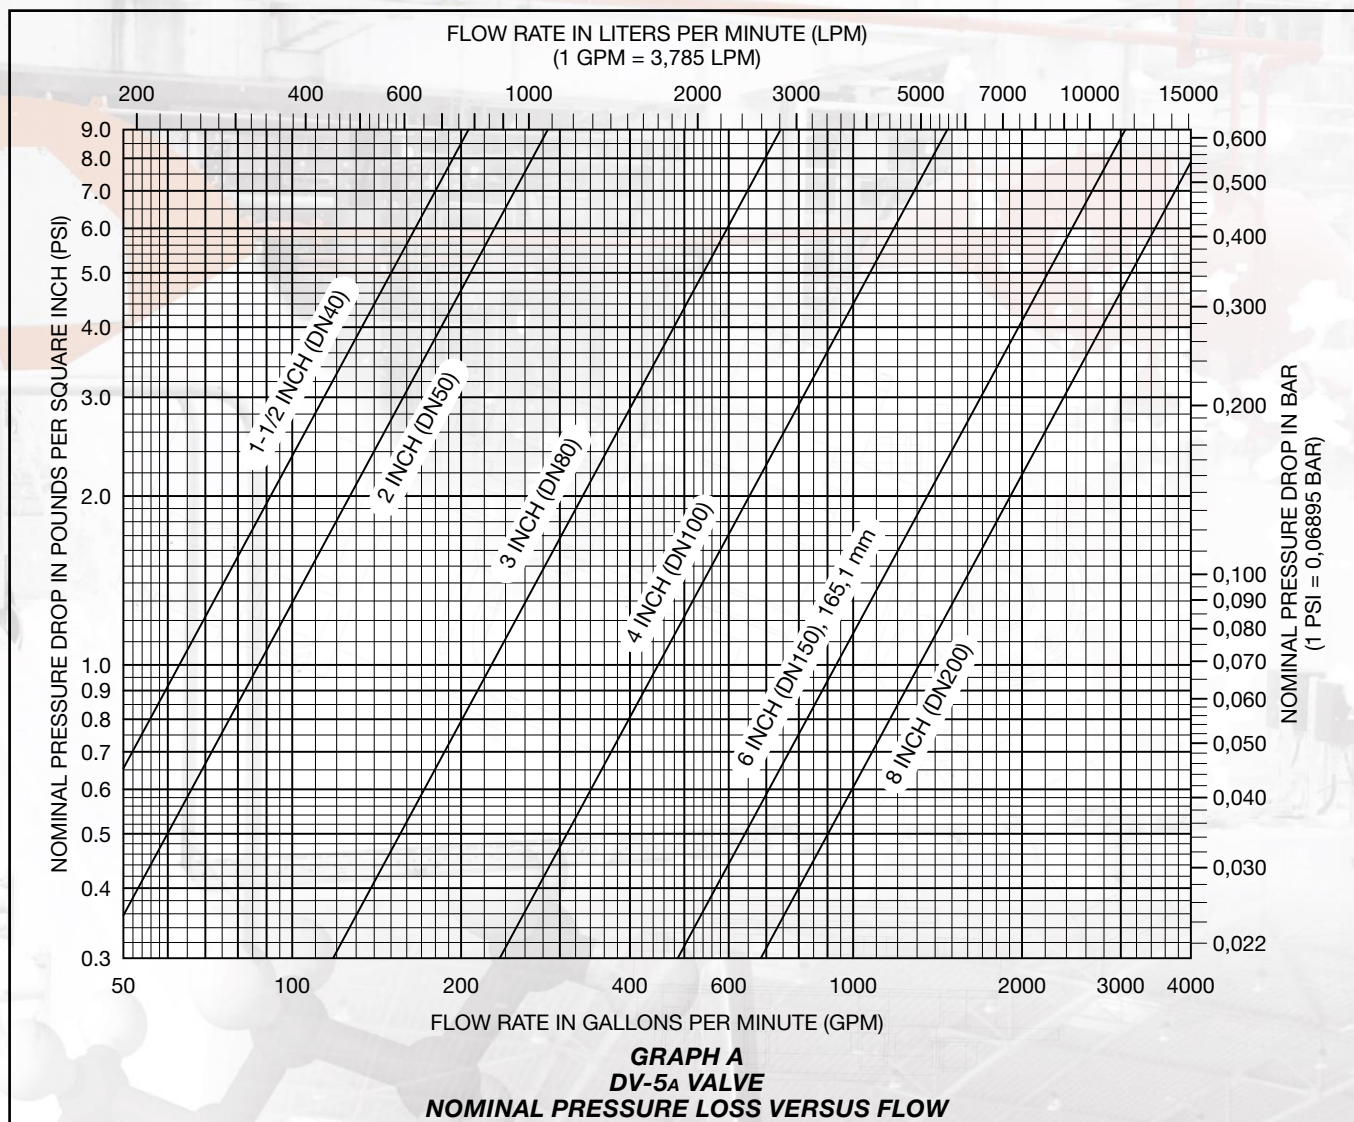 FLOW RATE IN LITERS PER MINUTE (LPM)
(1 GPM = 3,785 LPM)
200 400 600 1000 2000 3000 5000 7000 10000 15000
NOMINAL PRESSURE DROP IN POUNDS PER SQUARE INCH (PSI)
9.0
8.0
7.0
6.0
5.0
4.0
3.0
2.0
1.0
0.9
0.8
0.7
0.6
0.5
0.4
0.3
1-1/2 INCH (DN40)
2 INCH (DN50)
3 INCH (DN80)
4 INCH (DN100)
6 INCH (DN150), 165,1 mm
8 INCH (DN200)
0,600
0,500
0,400
0,300
0,200
0,100
0,090
0,080
0,070
0,060
0,050
0,040
0,030
0,022
NOMINAL PRESSURE DROP IN BAR
(1 PSI = 0,06895 BAR)
50 100 200 400 600 1000 2000 3000 4000
FLOW RATE IN GALLONS PER MINUTE (GPM)
GRAPH A
DV-5A VALVE
NOMINAL PRESSURE LOSS VERSUS FLOW